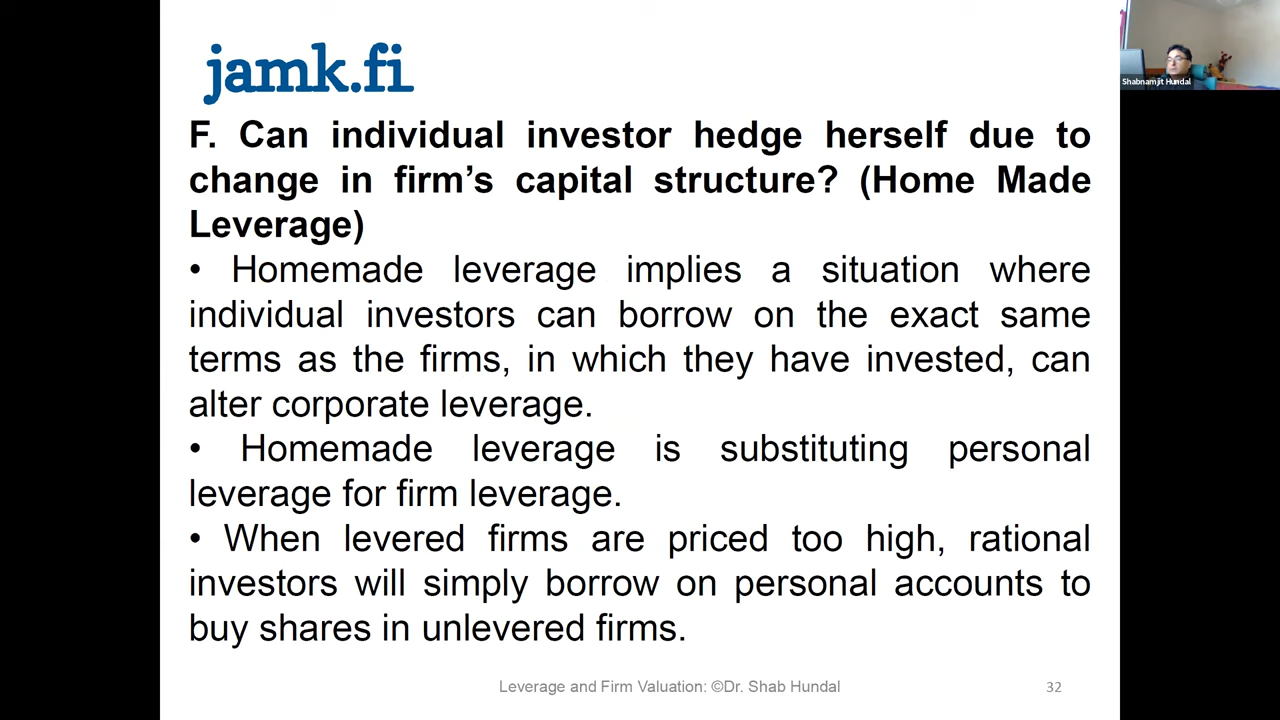 jamk.fi
Shabnamjit Hundal
F. Can individual investor hedge herself due to
change in firm’s capital structure? (Home Made
Leverage)
• Homemade leverage implies a situation where
individual investors can borrow on the exact same
terms as the firms, in which they have invested, can
alter corporate leverage.
• Homemade leverage is substituting personal
leverage for firm leverage.
• When levered firms are priced too high, rational
investors will simply borrow on personal accounts to
buy shares in unlevered firms.
Leverage and Firm Valuation: ©Dr. Shab Hundal
32